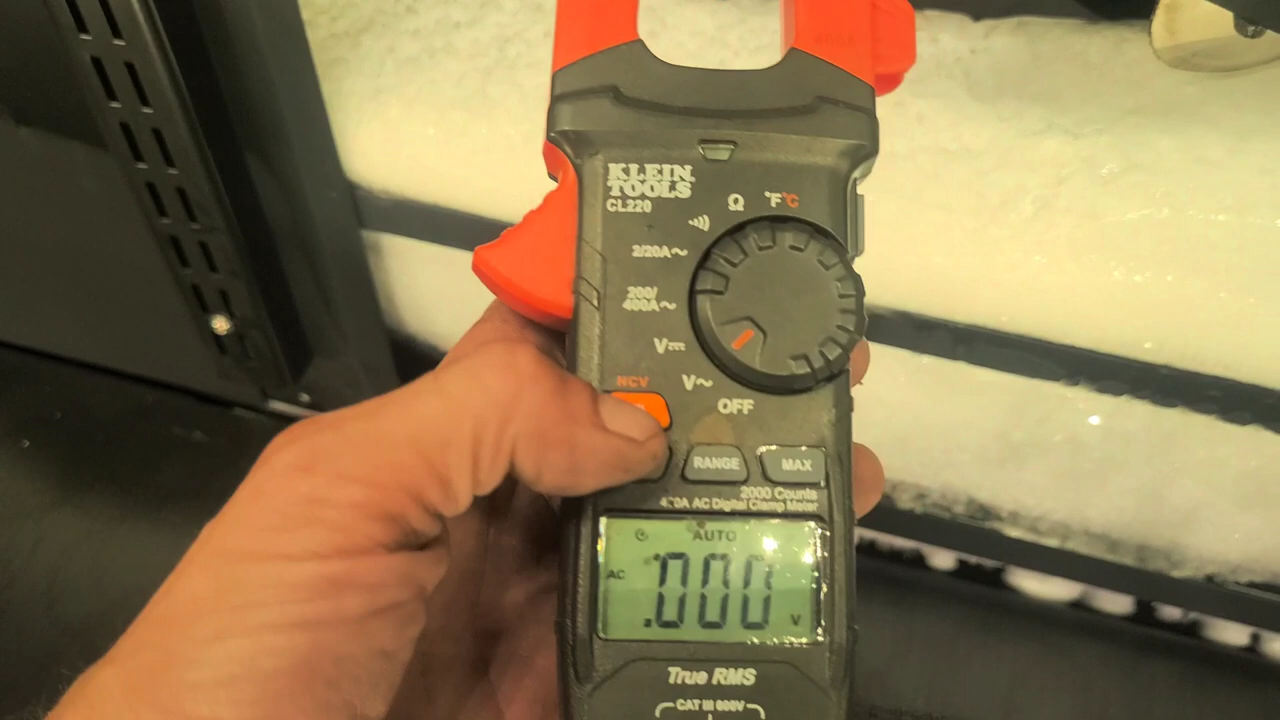 KLEIN
TOOLS
CL220
Ω
°F°C
2/20A~
200/
400A~
V⎓
V~
OFF
NCV
RANGE
MAX
2000 Counts
400A AC Digital Clamp Meter
AUTO
AC
.000
V
True RMS
CAT III 600V